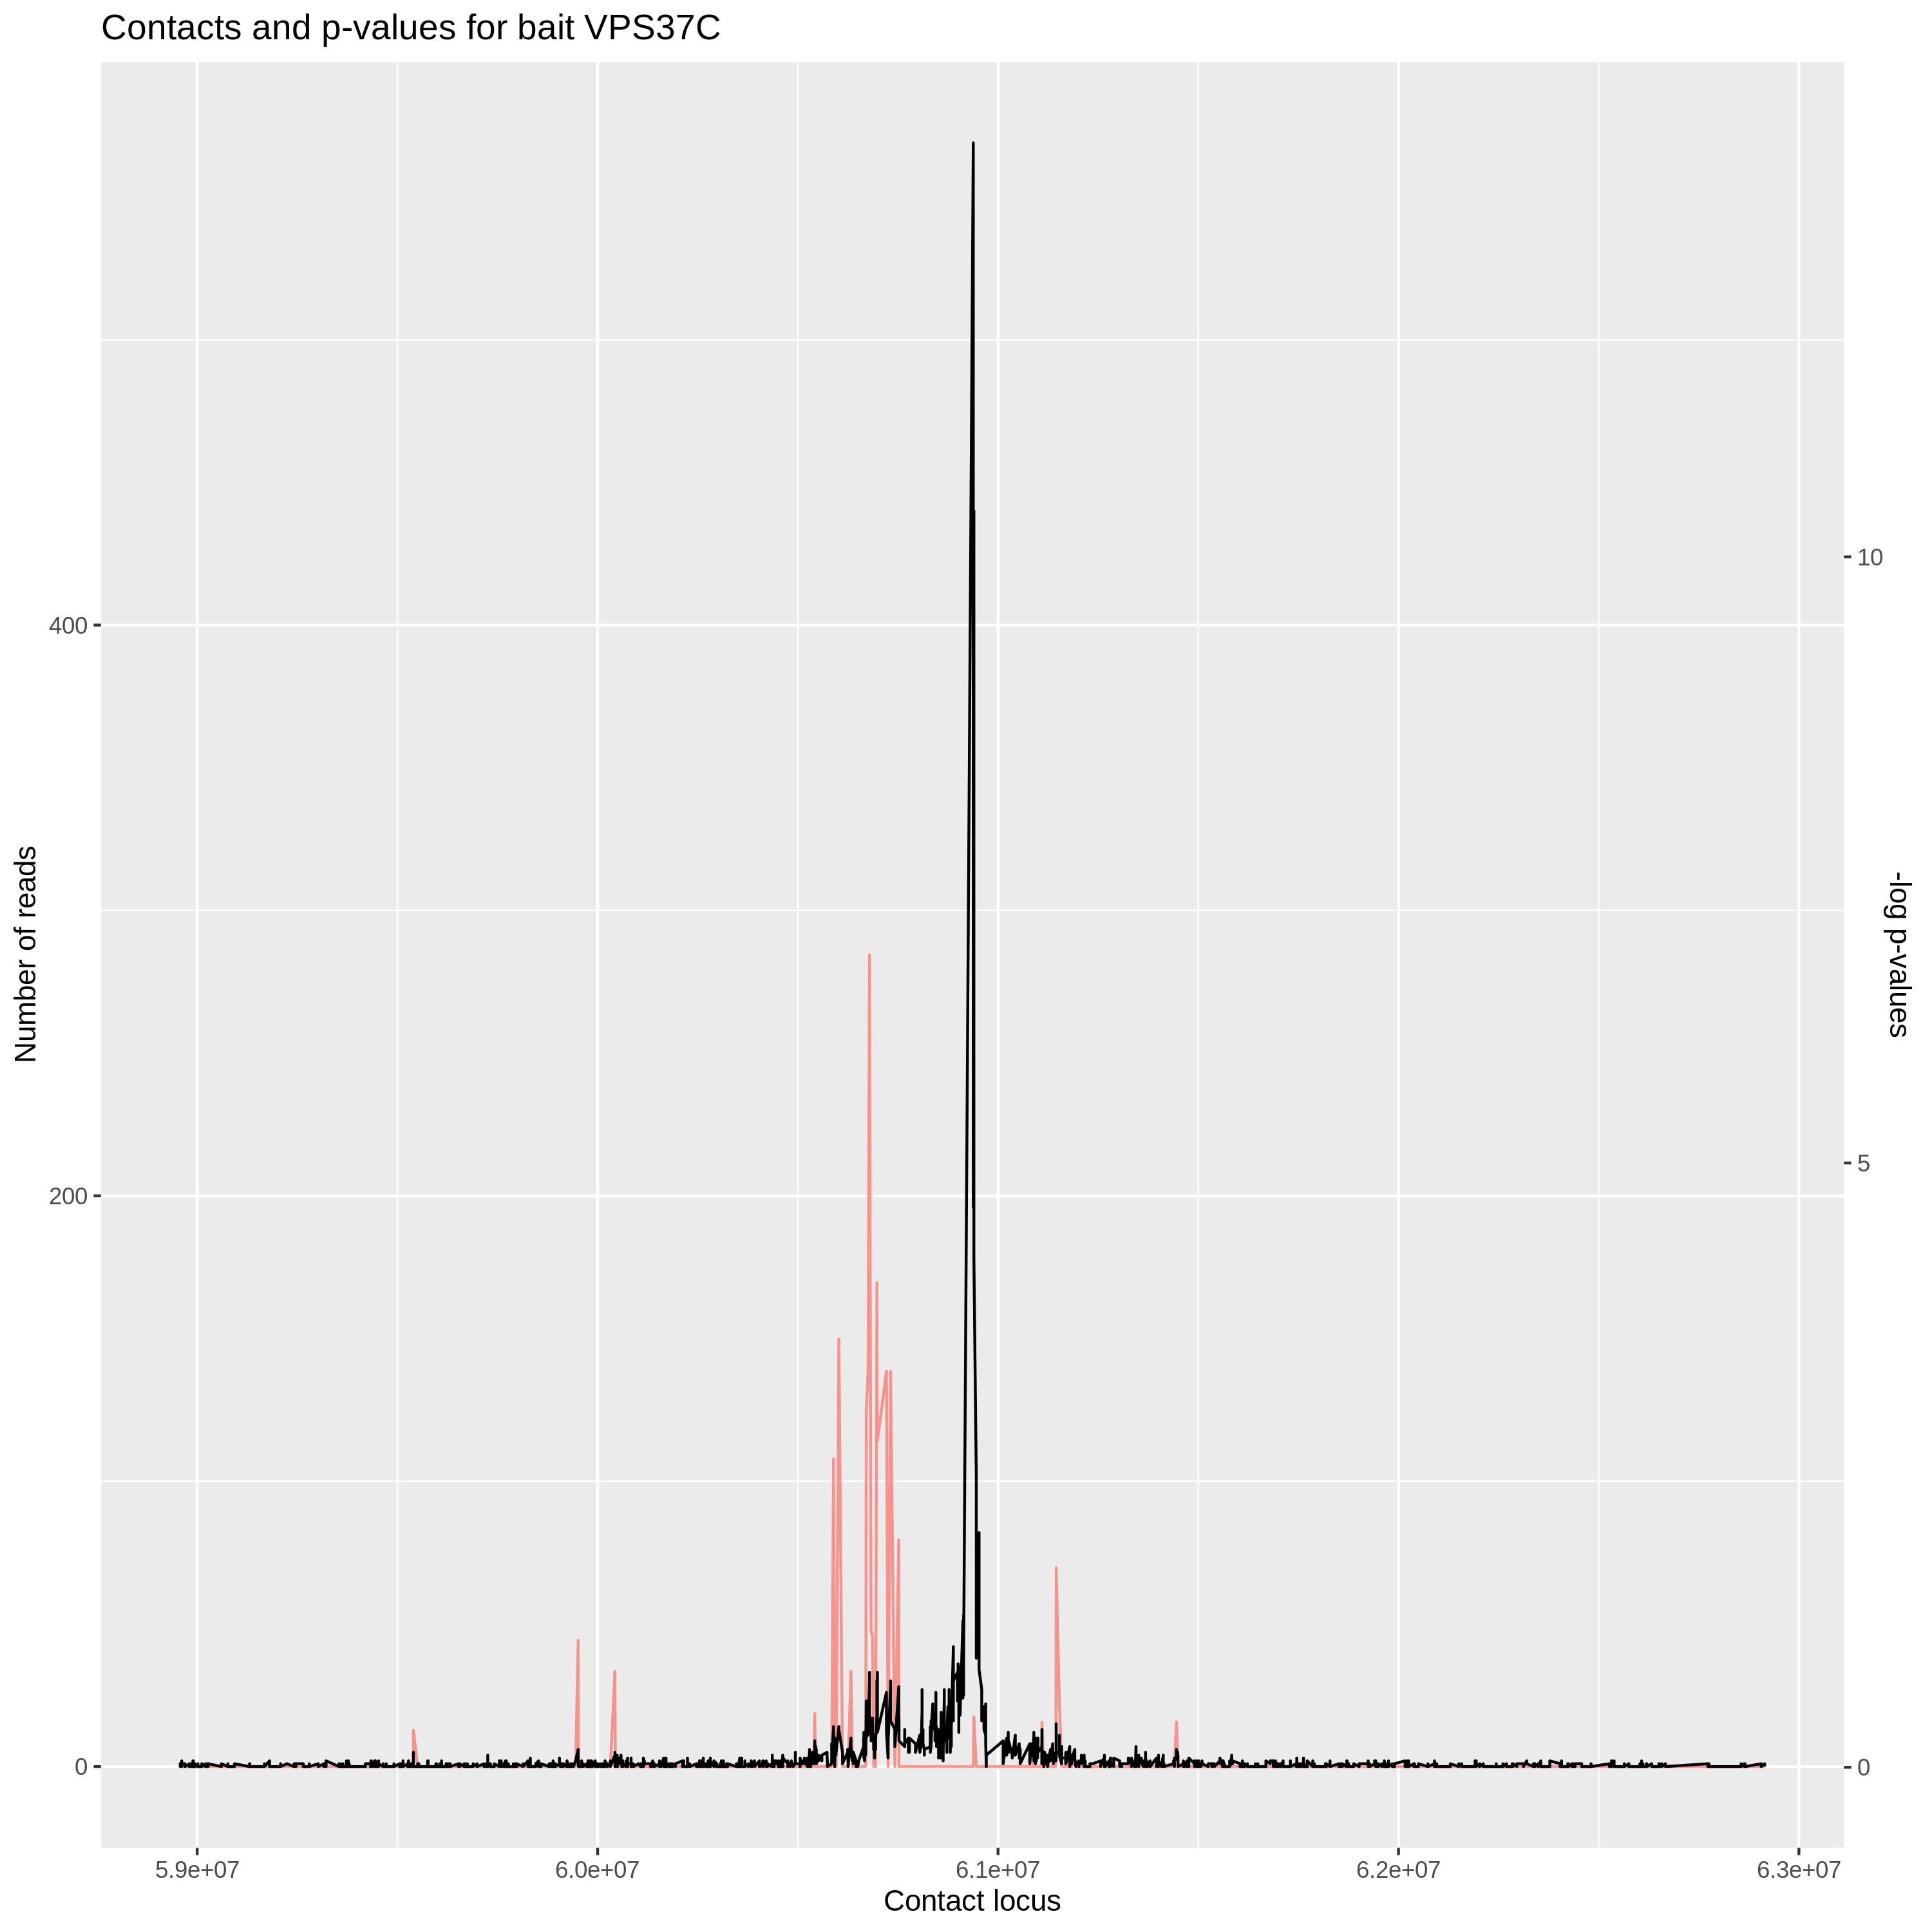 Contacts and p-values for bait VPS37C
Number of reads
400
200
0
10
5
0
-log p-values
5.9e+07
6.0e+07
6.1e+07
6.2e+07
6.3e+07
Contact locus